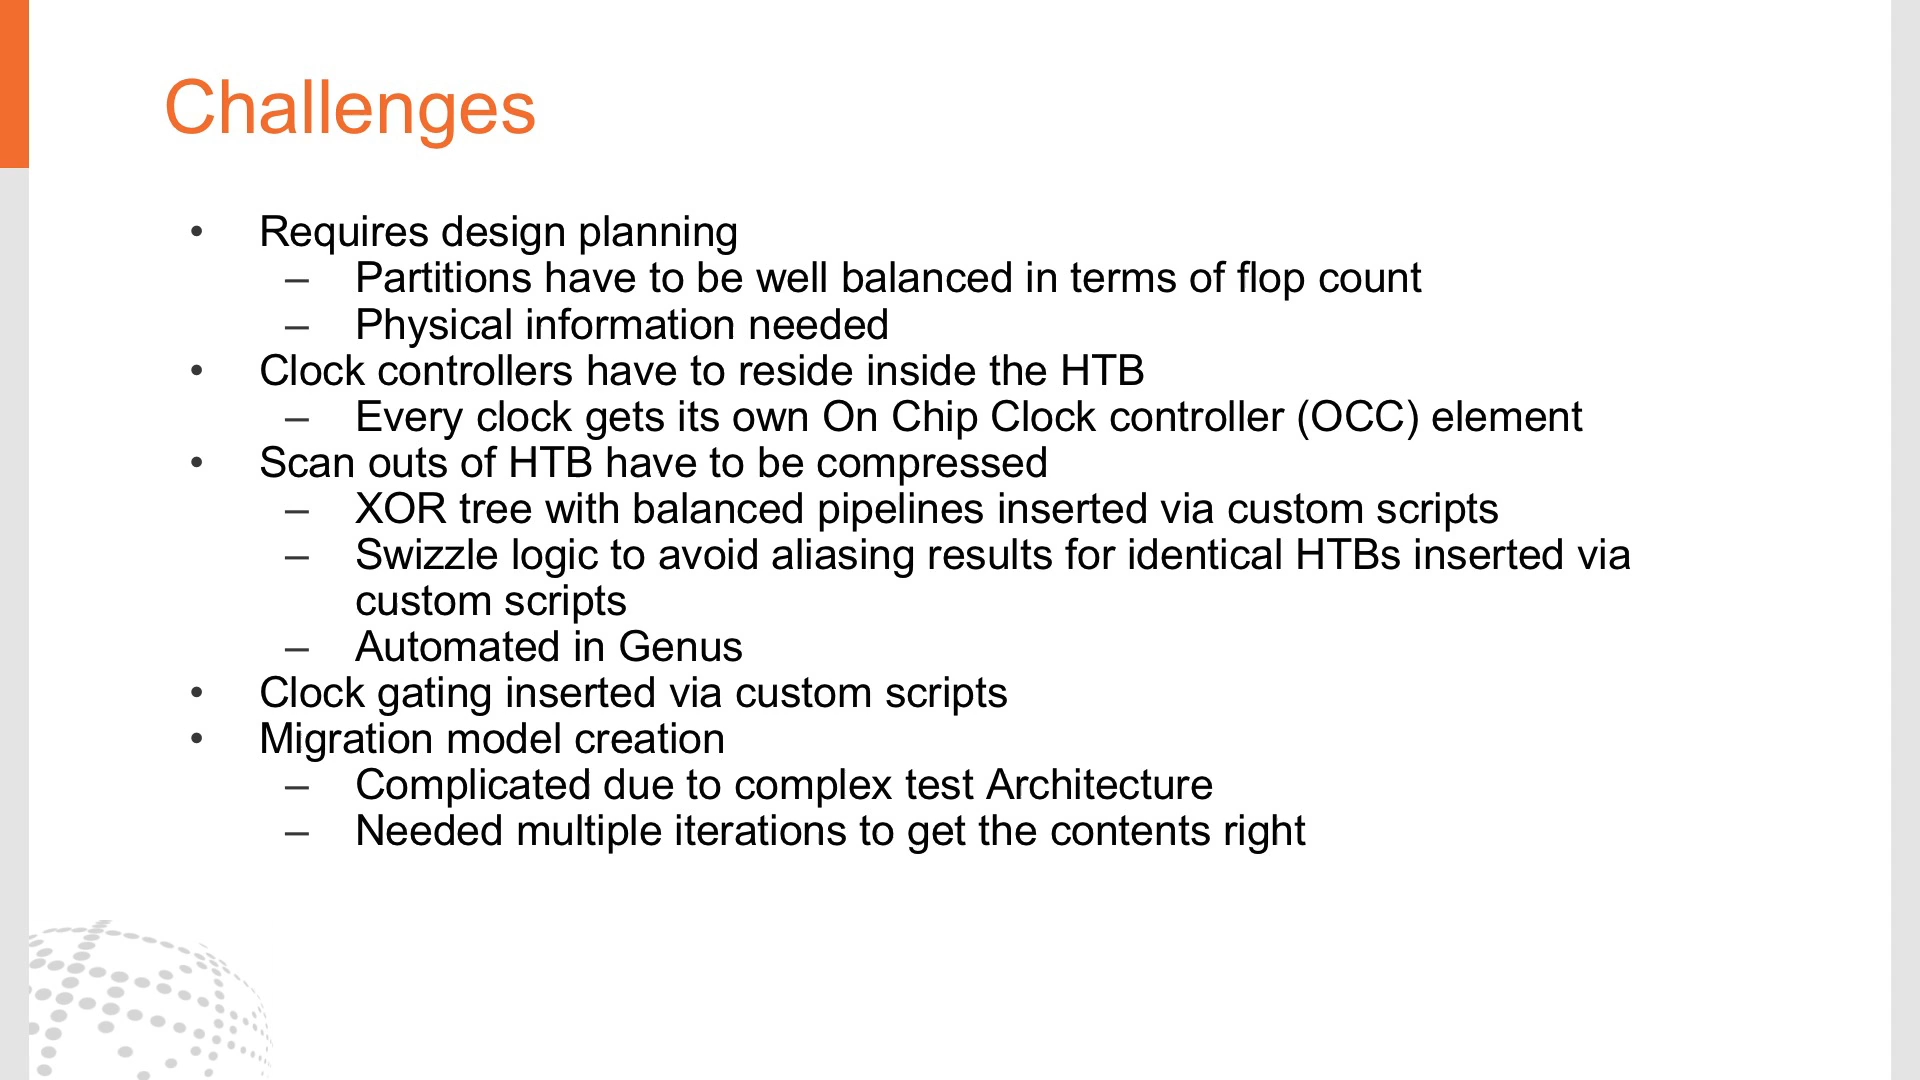 Challenges
• Requires design planning
– Partitions have to be well balanced in terms of flop count
– Physical information needed
• Clock controllers have to reside inside the HTB
– Every clock gets its own On Chip Clock controller (OCC) element
• Scan outs of HTB have to be compressed
– XOR tree with balanced pipelines inserted via custom scripts
– Swizzle logic to avoid aliasing results for identical HTBs inserted via
custom scripts
– Automated in Genus
• Clock gating inserted via custom scripts
• Migration model creation
– Complicated due to complex test Architecture
– Needed multiple iterations to get the contents right